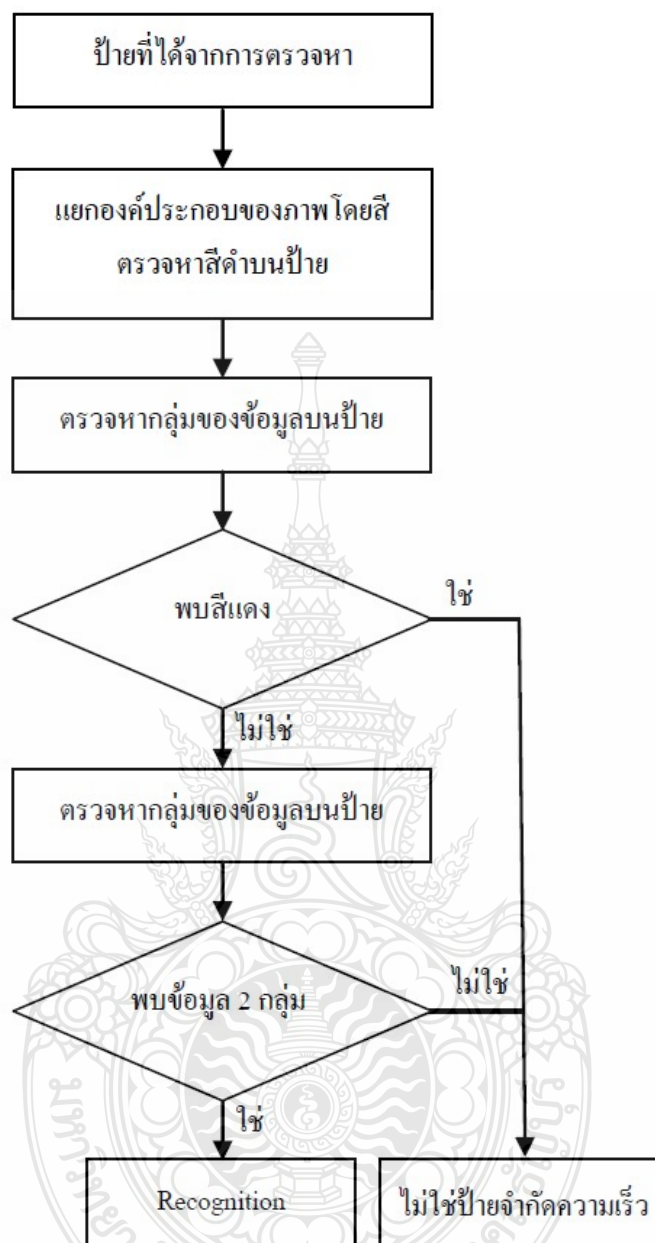 ป้ายที่ได้จากการตรวจหา
แยกองค์ประกอบของภาพโดยสี
ตรวจหาสีดำบนป้าย
ตรวจหากลุ่มของข้อมูลบนป้าย
พบสีแดง
ใช่
ไม่ใช่
ตรวจหากลุ่มของข้อมูลบนป้าย
พบข้อมูล 2 กลุ่ม
ไม่ใช่
ใช่
Recognition
ไม่ใช่ป้ายจำกัดความเร็ว